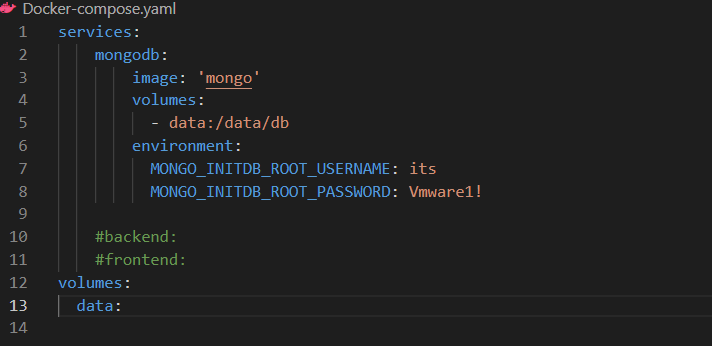 Docker-compose.yaml
1 services:
2     mongodb:
3         image: 'mongo'
4         volumes:
5           - data:/data/db
6         environment:
7           MONGO_INITDB_ROOT_USERNAME: its
8           MONGO_INITDB_ROOT_PASSWORD: Vmware1!
9
10     #backend:
11     #frontend:
12 volumes:
13   data:
14